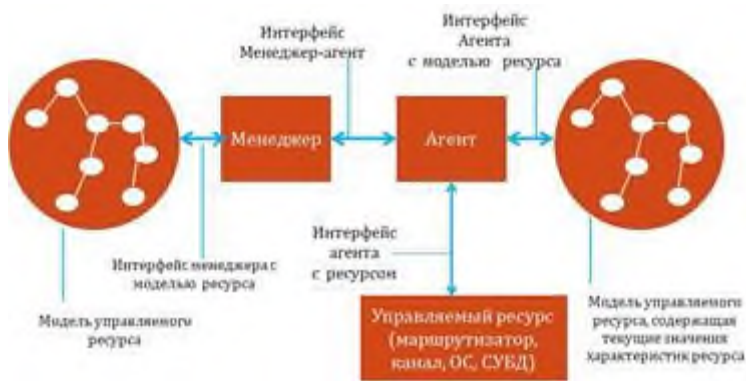 Интерфейс
Менеджер-агент
Интерфейс
Агента
с моделью ресурса
Менеджер
Агент
Интерфейс
агента
с ресурсом
Интерфейс менеджера с
моделью ресурса
Модель управляемого
ресурса
Управляемый ресурс
(маршрутизатор,
канал, ОС, СУБД)
Модель управляемого
ресурса, содержащая
текущие значения
характеристик ресурса